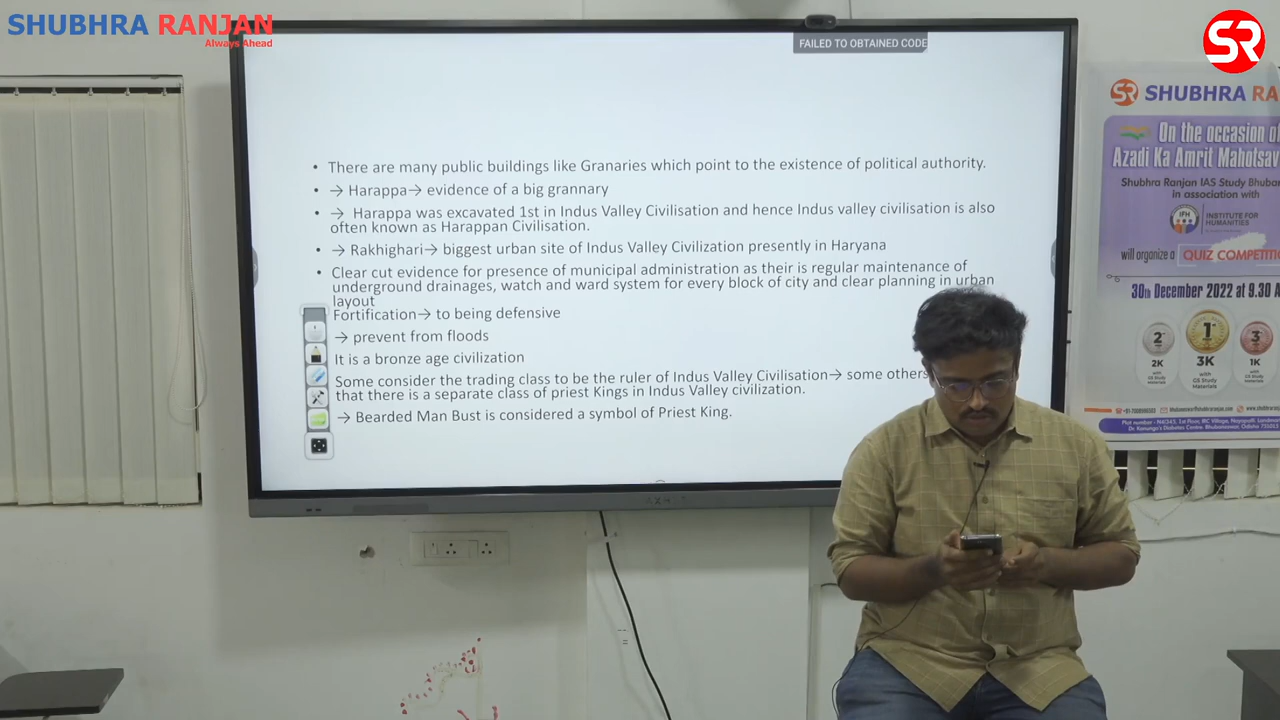 SHUBHRA RANJAN
Always Ahead
SR
FAILED TO OBTAINED CODE
• There are many public buildings like Granaries which point to the existence of political authority.
• → Harappa→ evidence of a big grannary
• → Harappa was excavated 1st in Indus Valley Civilisation and hence Indus valley civilisation is also
often known as Harappan Civilisation.
• → Rakhighari→ biggest urban site of Indus Valley Civilization presently in Haryana
• Clear cut evidence for presence of municipal administration as their is regular maintenance of
underground drainages, watch and ward system for every block of city and clear planning in urban
layout
Fortification→ to being defensive
→ prevent from floods
It is a bronze age civilization
Some consider the trading class to be the ruler of Indus Valley Civilisation→ some others
that there is a separate class of priest Kings in Indus Valley civilization.
→ Bearded Man Bust is considered a symbol of Priest King.
SHUBHRA RA
On the occasion of
Azadi Ka Amrit Mahotsav
Shubhra Ranjan IAS Study Bhuban
in association with
IFH INSTITUTE FOR
HUMANITIES
will organize a QUIZ COMPETITI
30th December 2022 at 9.30 A
2nd 1st 3
2K 3K 1K
with
GS Study
Materials